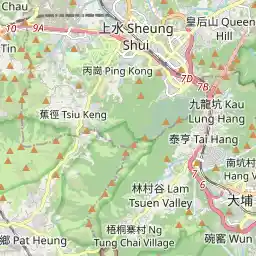 Chau
10
9A
上水 Sheung
Shui
皇后山 Queen
Hill
Tin
丙崗 Ping Kong
7D
7B
九龍坑 Kau
Lung Hang
蕉徑 Tsiu Keng
泰亨 Tai Hang
南坑村
Hang V
7
6
林村谷 Lam
Tsuen Valley
大埔
梧桐寨村 Ng
Tung Chai Village
鄉 Pat Heung
碗窰 Wun